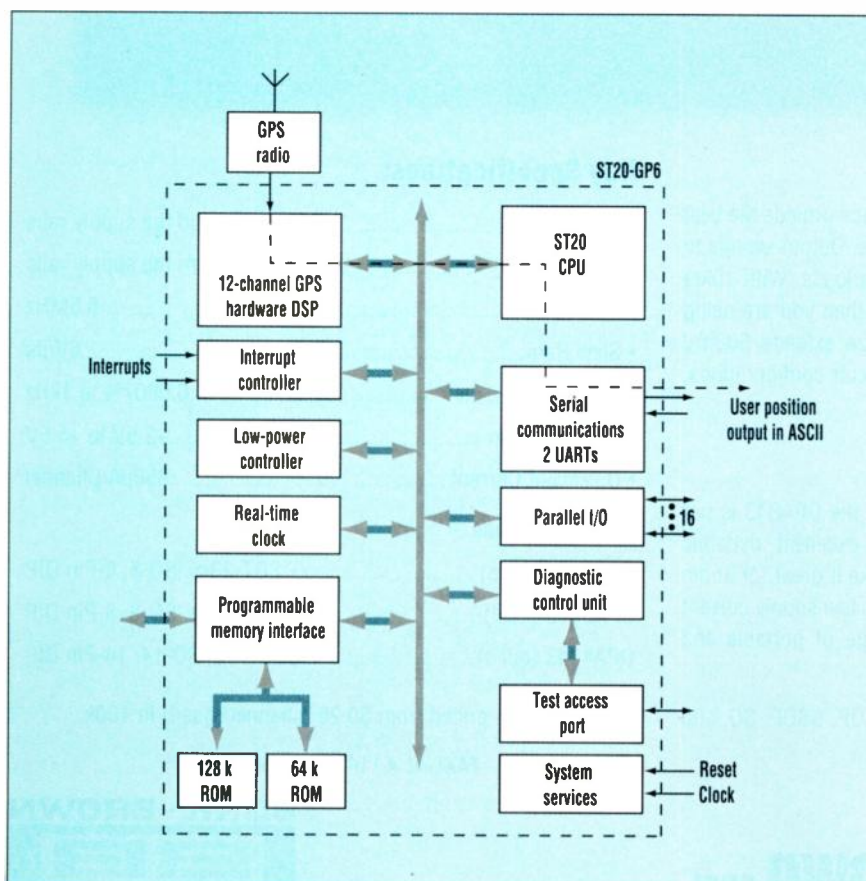 GPS
radio
ST20-GP6
12-channel GPS
hardware DSP
ST20
CPU
Interrupts
Interrupt
controller
Serial
communications
2 UARTs
User position
output in ASCII
Low-power
controller
Real-time
clock
Parallel I/O
16
Programmable
memory interface
Diagnostic
control unit
Test access
port
128 k
ROM
64 k
ROM
System
services
Reset
Clock